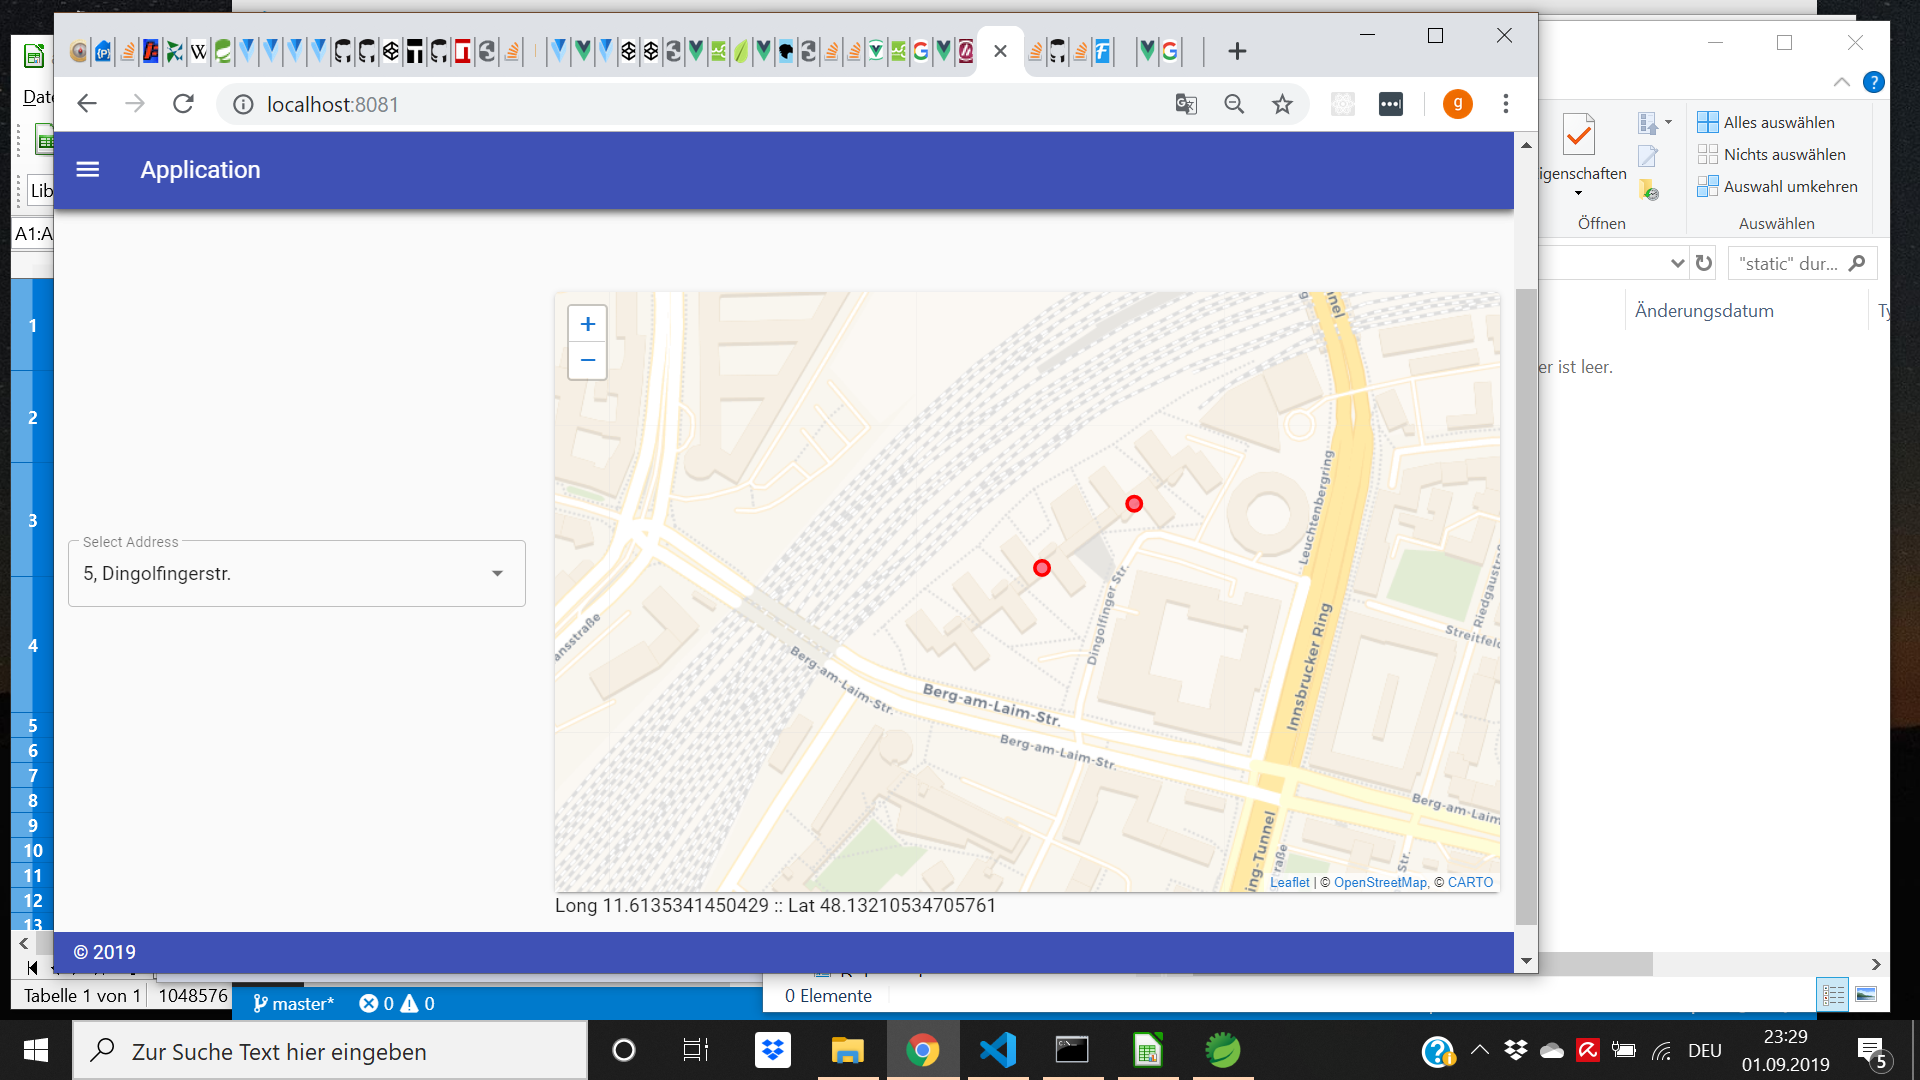 localhost:8081
g
Application
Select Address
5, Dingolfingerstr.
+
−
Leuchtenbergring
Riedgaustraß
Dingolfinger Str.
Innsbrucker Ring
Streitfeld
ansstraße
Berg-am-Laim-Str.
Berg-am-Laim-Str.
Berg-am-Laim-Str.
Berg-am-Laim
ing-Tunnel
Leaflet | © OpenStreetMap, © CARTO
Long 11.6135341450429 :: Lat 48.13210534705761
© 2019
Date
Lib
A1:A
1
2
3
4
5
6
7
8
9
10
11
12
13
Tabelle 1 von 1
1048576
master*
0
0
Alles auswählen
Nichts auswählen
Auswahl umkehren
igenschaften
Öffnen
Auswählen
"static" dur...
Änderungsdatum
Ty
er ist leer.
0 Elemente
Zur Suche Text hier eingeben
DEU
23:29
01.09.2019
5